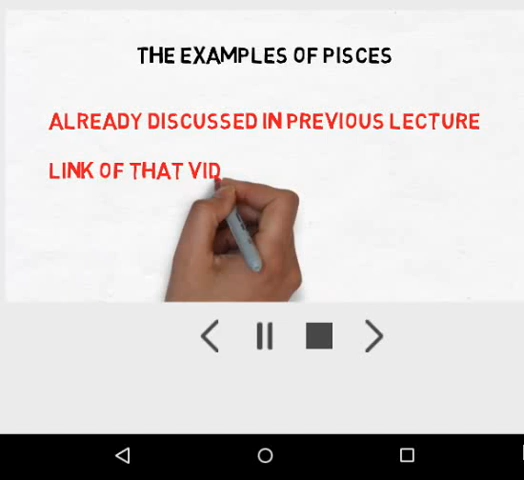 THE EXAMPLES OF PISCES
ALREADY DISCUSSED IN PREVIOUS LECTURE
LINK OF THAT VID